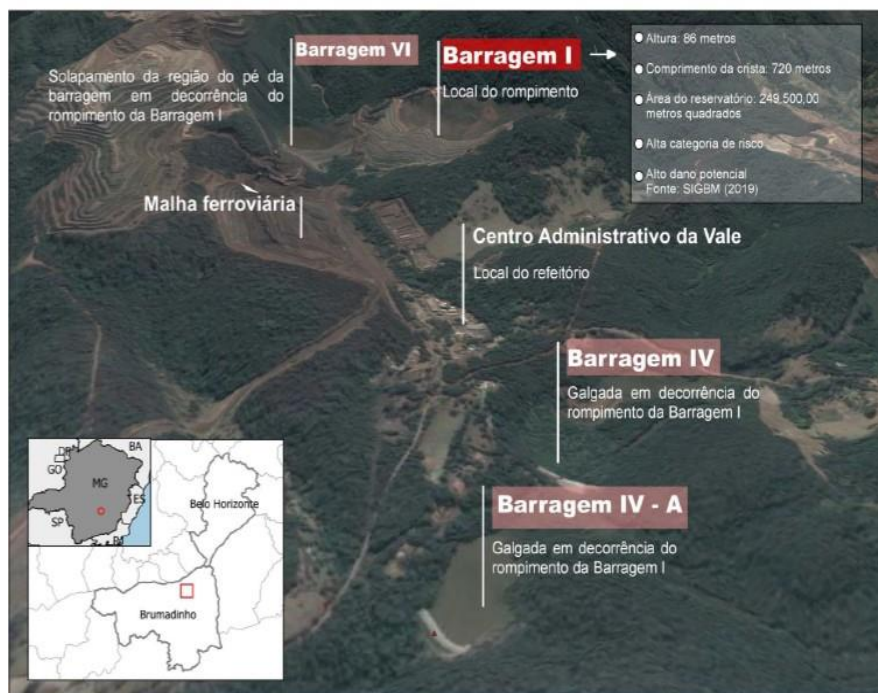 Barragem VI
Solapamento da região do pé da
barragem em decorrência do
rompimento da Barragem I
Barragem I
Local do rompimento
Altura: 86 metros
Comprimento da crista: 720 metros
Área do reservatório: 249.500,00
metros quadrados
Alta categoria de risco
Alto dano potencial
Fonte: SIGBM (2019)
Malha ferroviária
Centro Administrativo da Vale
Local do refeitório
Barragem IV
Galgada em decorrência do
rompimento da Barragem I
Barragem IV - A
Galgada em decorrência do
rompimento da Barragem I
DF
BA
GO
MG
ES
SP
RJ
Belo Horizonte
Brumadinho